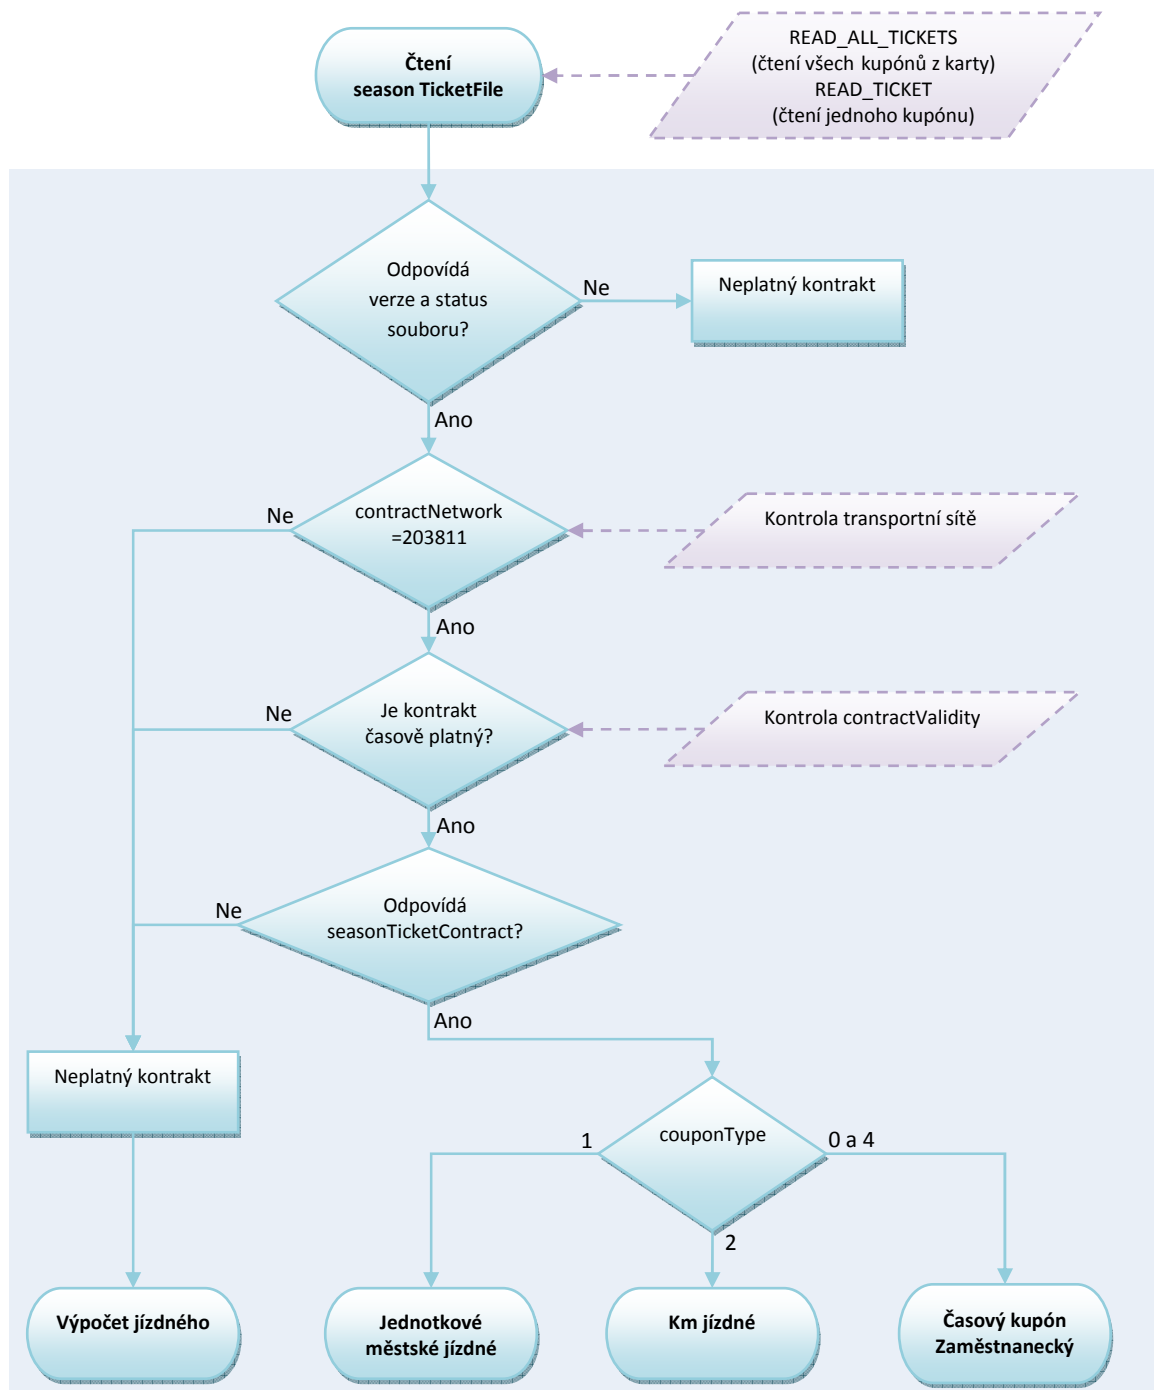 Čtení
season TicketFile
READ_ALL_TICKETS
(čtení všech kupónů z karty)
READ_TICKET
(čtení jednoho kupónu)
Odpovídá
verze a status
souboru?
Ne
Neplatný kontrakt
Ano
contractNetwork
=203811
Ne
Kontrola transportní sítě
Ano
Je kontrakt
časově platný?
Ne
Kontrola contractValidity
Ano
Odpovídá
seasonTicketContract?
Ne
Ano
Neplatný kontrakt
couponType
1
0 a 4
2
Výpočet jízdného
Jednotkové
městské jízdné
Km jízdné
Časový kupón
Zaměstnanecký